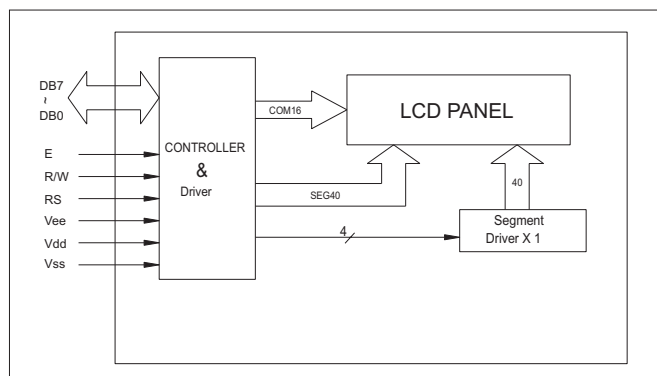 DB7
~
DB0
E
R/W
RS
Vee
Vdd
Vss
CONTROLLER
&
Driver
COM16
SEG40
4
LCD PANEL
40
Segment
Driver X 1